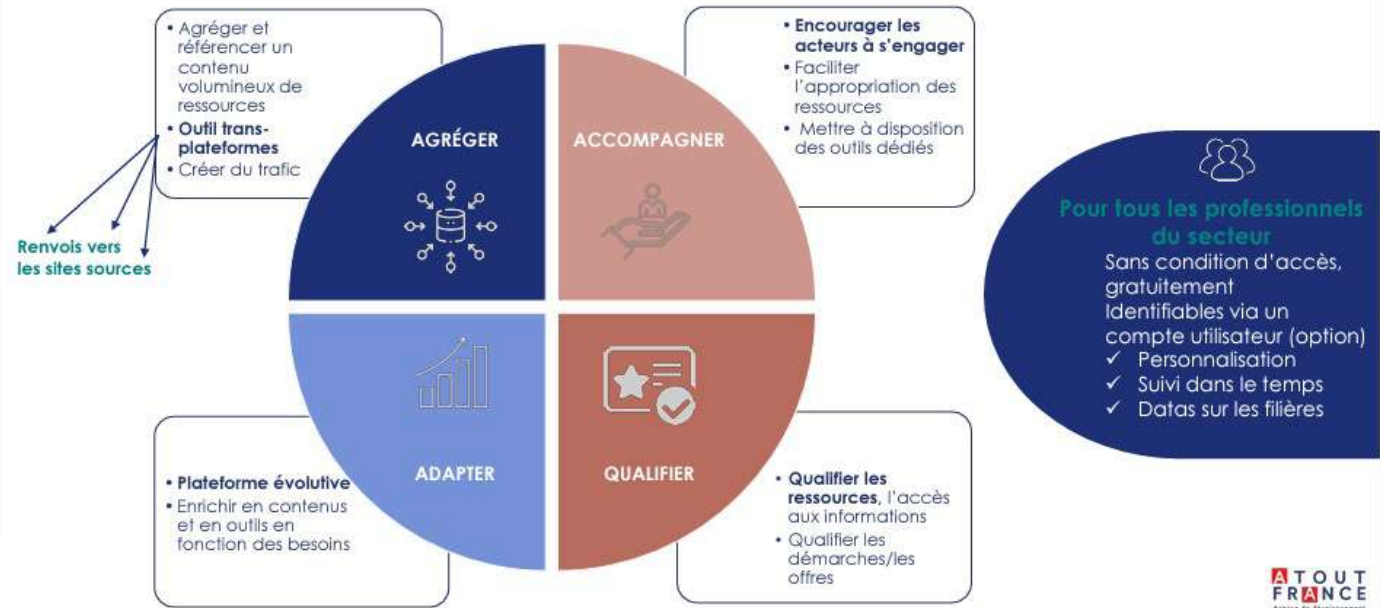 • Agréger et
référencer un
contenu
volumineux de
ressources
• Outil trans-
plateformes
• Créer du trafic
Renvois vers
les sites sources
AGRÉGER
ACCOMPAGNER
• Encourager les
acteurs à s'engager
• Faciliter
l'appropriation des
ressources
• Mettre à disposition
des outils dédiés
• Plateforme évolutive
• Enrichir en contenus
et en outils en
fonction des besoins
ADAPTER
QUALIFIER
• Qualifier les
ressources, l'accès
aux informations
• Qualifier les
démarches/les
offres
Pour tous les professionnels
du secteur
Sans condition d'accès,
gratuitement
Identifiables via un
compte utilisateur (option)
✓ Personnalisation
✓ Suivi dans le temps
✓ Datas sur les filières
ATOUT
FRANCE